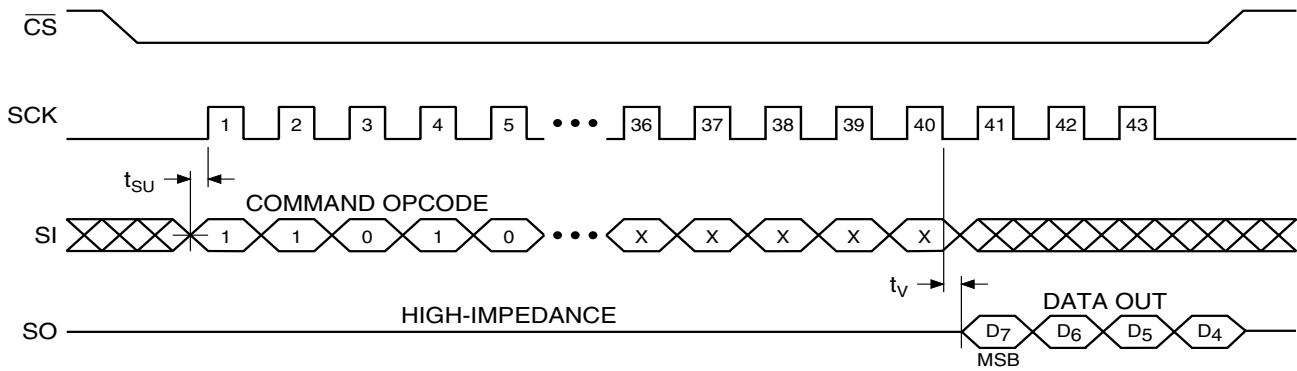 CS
SCK
1 2 3 4 5 ••• 36 37 38 39 40 41 42 43
tSU
COMMAND OPCODE
SI
1 1 0 1 0 ••• X X X X X
tV
DATA OUT
HIGH-IMPEDANCE
SO
D7 D6 D5 D4
MSB